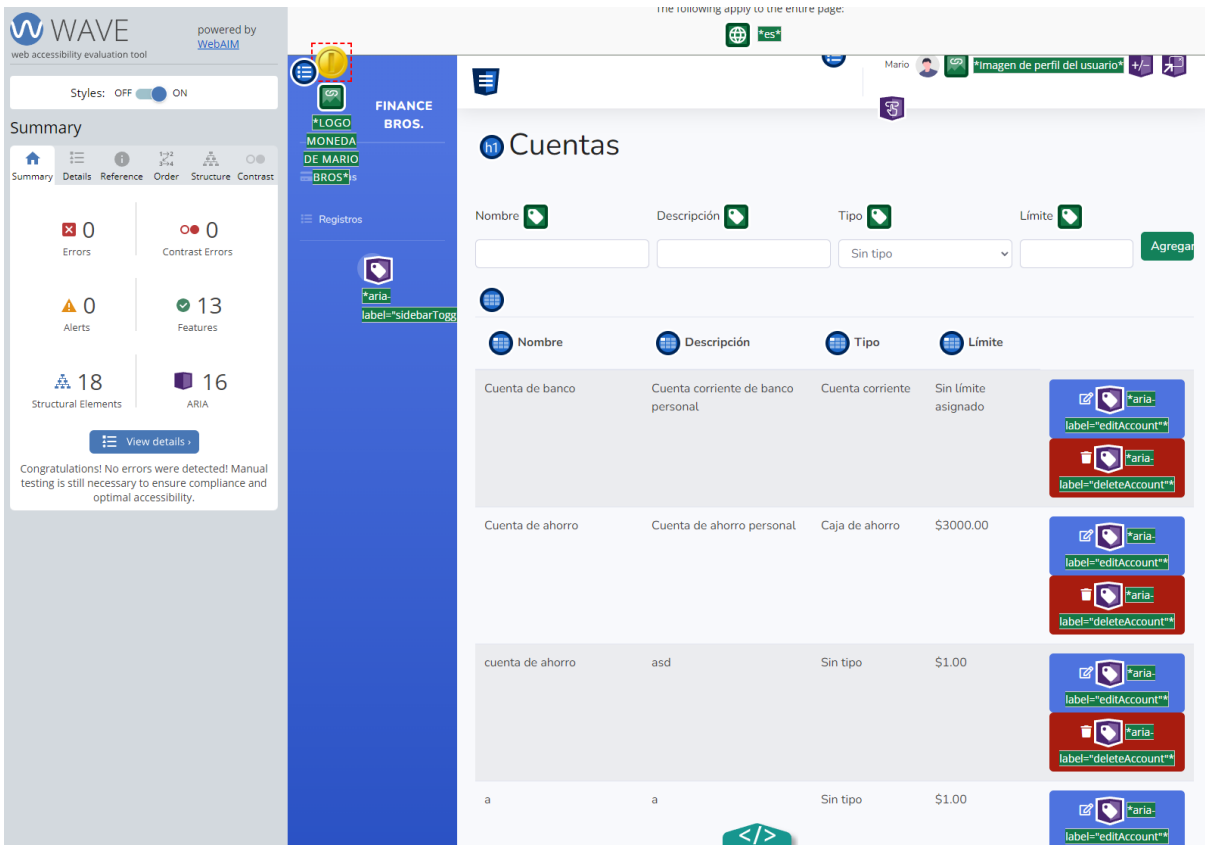 WAVE
web accessibility evaluation tool
powered by
WebAIM
Styles: OFF ON
Summary
Summary Details Reference Order Structure Contrast
0
Errors
0
Contrast Errors
0
Alerts
13
Features
18
Structural Elements
16
ARIA
View details ›
Congratulations! No errors were detected! Manual
testing is still necessary to ensure compliance and
optimal accessibility.
The following apply to the entire page:
*es*
FINANCE
BROS.
*LOGO
MONEDA
DE MARIO
BROS*
Registros
*aria-
label="sidebarTogg
Mario
*Imagen de perfil del usuario*
h1 Cuentas
Nombre
Descripción
Tipo
Límite
Sin tipo
Agregar
Nombre Descripción Tipo Límite
Cuenta de banco
Cuenta corriente de banco
personal
Cuenta corriente
Sin límite
asignado
*aria-
label="editAccount"*
*aria-
label="deleteAccount"*
Cuenta de ahorro
Cuenta de ahorro personal
Caja de ahorro
$3000.00
*aria-
label="editAccount"*
*aria-
label="deleteAccount"*
cuenta de ahorro
asd
Sin tipo
$1.00
*aria-
label="editAccount"*
*aria-
label="deleteAccount"*
a
a
Sin tipo
$1.00
*aria-
label="editAccount"*
</>